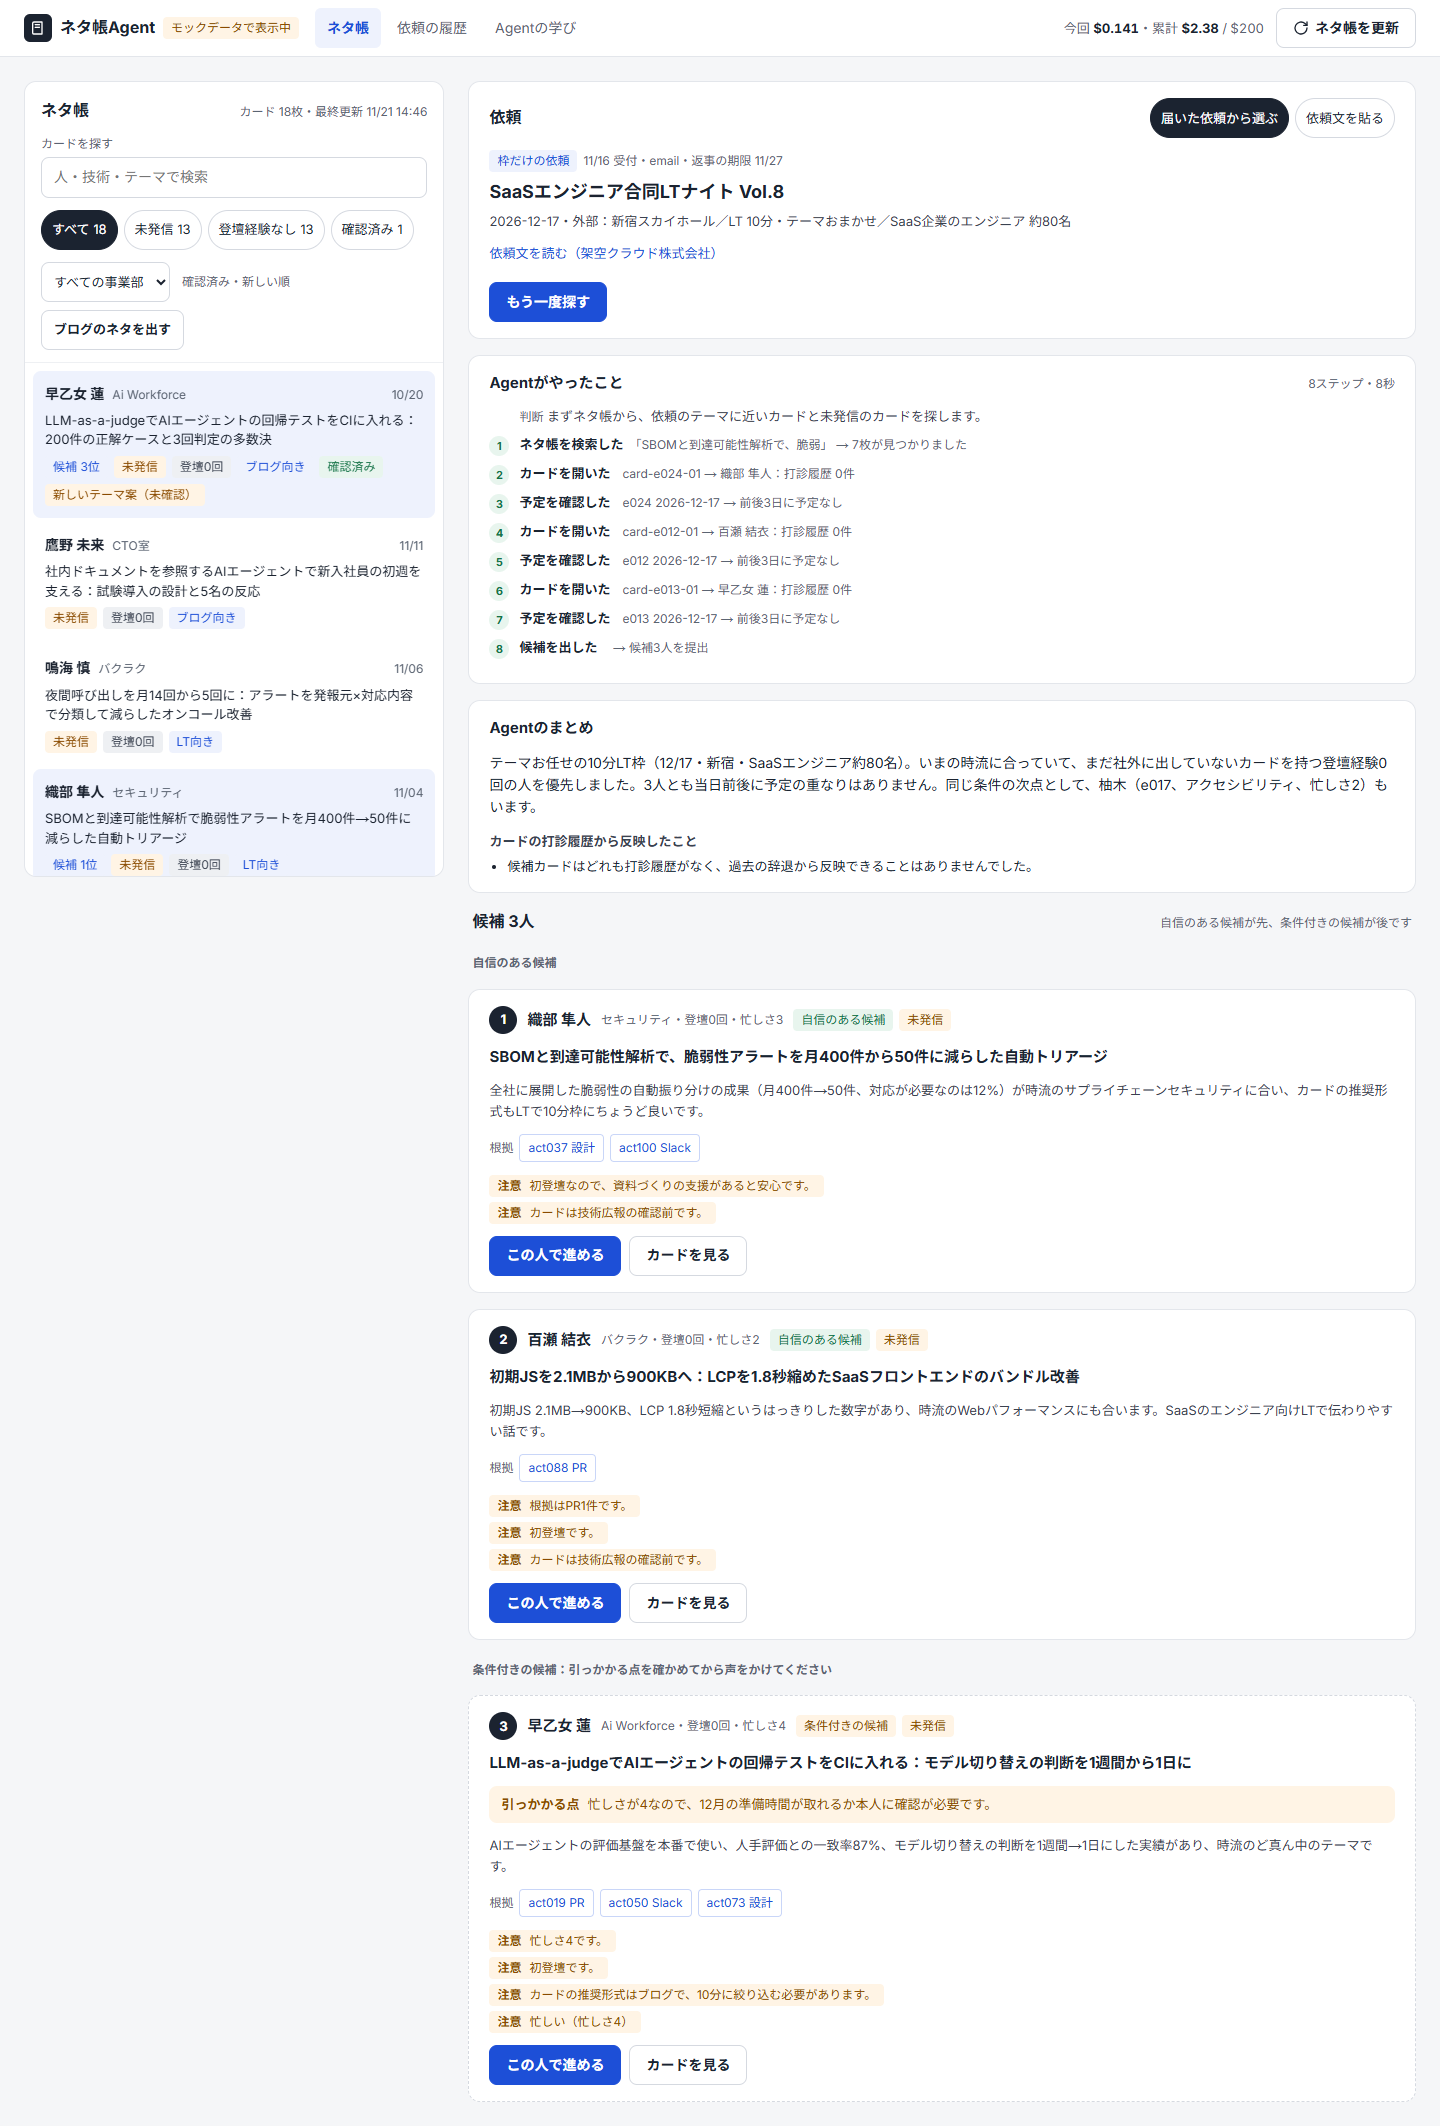 ネタ帳Agent
モックデータで表示中
ネタ帳
依頼の履歴
Agentの学び
今回 $0.141・累計 $2.38 / $200
ネタ帳を更新
ネタ帳
カード 18枚・最終更新 11/21 14:46
カードを探す
人・技術・テーマで検索
すべて 18
未発信 13
登壇経験なし 13
確認済み 1
すべての事業部
確認済み・新しい順
ブログのネタを出す
早乙女 蓮 Ai Workforce 10/20
LLM-as-a-judgeでAIエージェントの回帰テストをCIに入れる：
200件の正解ケースと3回判定の多数決
候補 3位 未発信 登壇0回 ブログ向き 確認済み
新しいテーマ案（未確認）
鷹野 未来 CTO室 11/11
社内ドキュメントを参照するAIエージェントで新入社員の初週を
支える：試験導入の設計と5名の反応
未発信 登壇0回 ブログ向き
鳴海 慎 バクラク 11/06
夜間呼び出しを月14回から5回に：アラートを発報元×対応内容
で分類して減らしたオンコール改善
未発信 登壇0回 LT向き
織部 隼人 セキュリティ 11/04
SBOMと到達可能性解析で脆弱性アラートを月400件→50件に
減らした自動トリアージ
候補 1位 未発信 登壇0回 LT向き
依頼
届いた依頼から選ぶ
依頼文を貼る
枠だけの依頼 11/16 受付・email・返事の期限 11/27
SaaSエンジニア合同LTナイト Vol.8
2026-12-17・外部：新宿スカイホール／LT 10分・テーマおまかせ／SaaS企業のエンジニア 約80名
依頼文を読む（架空クラウド株式会社）
もう一度探す
Agentがやったこと
8ステップ・8秒
判断 まずネタ帳から、依頼のテーマに近いカードと未発信のカードを探します。
1 ネタ帳を検索した 「SBOMと到達可能性解析で、脆弱」 → 7枚が見つかりました
2 カードを開いた card-e024-01 → 織部 隼人：打診履歴 0件
3 予定を確認した e024 2026-12-17 → 前後3日に予定なし
4 カードを開いた card-e012-01 → 百瀬 結衣：打診履歴 0件
5 予定を確認した e012 2026-12-17 → 前後3日に予定なし
6 カードを開いた card-e013-01 → 早乙女 蓮：打診履歴 0件
7 予定を確認した e013 2026-12-17 → 前後3日に予定なし
8 候補を出した → 候補3人を提出
Agentのまとめ
テーマお任せの10分LT枠（12/17・新宿・SaaSエンジニア約80名）。いまの時流に合っていて、まだ社外に出していないカードを持つ登壇経験0
回の人を優先しました。3人とも当日前後に予定の重なりはありません。同じ条件の次点として、柚木（e017、アクセシビリティ、忙しさ2）も
います。
カードの打診履歴から反映したこと
• 候補カードはどれも打診履歴がなく、過去の辞退から反映できることはありませんでした。
候補 3人
自信のある候補が先、条件付きの候補が後です
自信のある候補
1 織部 隼人 セキュリティ・登壇0回・忙しさ3 自信のある候補 未発信
SBOMと到達可能性解析で、脆弱性アラートを月400件から50件に減らした自動トリアージ
全社に展開した脆弱性の自動振り分けの成果（月400件→50件、対応が必要なのは12%）が時流のサプライチェーンセキュリティに合い、カードの推奨形
式もLTで10分枠にちょうど良いです。
根拠 act037 設計 act100 Slack
注意 初登壇なので、資料づくりの支援があると安心です。
注意 カードは技術広報の確認前です。
この人で進める カードを見る
2 百瀬 結衣 バクラク・登壇0回・忙しさ2 自信のある候補 未発信
初期JSを2.1MBから900KBへ：LCPを1.8秒縮めたSaaSフロントエンドのバンドル改善
初期JS 2.1MB→900KB、LCP 1.8秒短縮というはっきりした数字があり、時流のWebパフォーマンスにも合います。SaaSのエンジニア向けLTで伝わりやす
い話です。
根拠 act088 PR
注意 根拠はPR1件です。
注意 初登壇です。
注意 カードは技術広報の確認前です。
この人で進める カードを見る
条件付きの候補：引っかかる点を確かめてから声をかけてください
3 早乙女 蓮 Ai Workforce・登壇0回・忙しさ4 条件付きの候補 未発信
LLM-as-a-judgeでAIエージェントの回帰テストをCIに入れる：モデル切り替えの判断を1週間から1日に
引っかかる点 忙しさが4なので、12月の準備時間が取れるか本人に確認が必要です。
AIエージェントの評価基盤を本番で使い、人手評価との一致率87%、モデル切り替えの判断を1週間→1日にした実績があり、時流のど真ん中のテーマで
す。
根拠 act019 PR act050 Slack act073 設計
注意 忙しさ4です。
注意 初登壇です。
注意 カードの推奨形式はブログで、10分に絞り込む必要があります。
注意 忙しい（忙しさ4）
この人で進める カードを見る